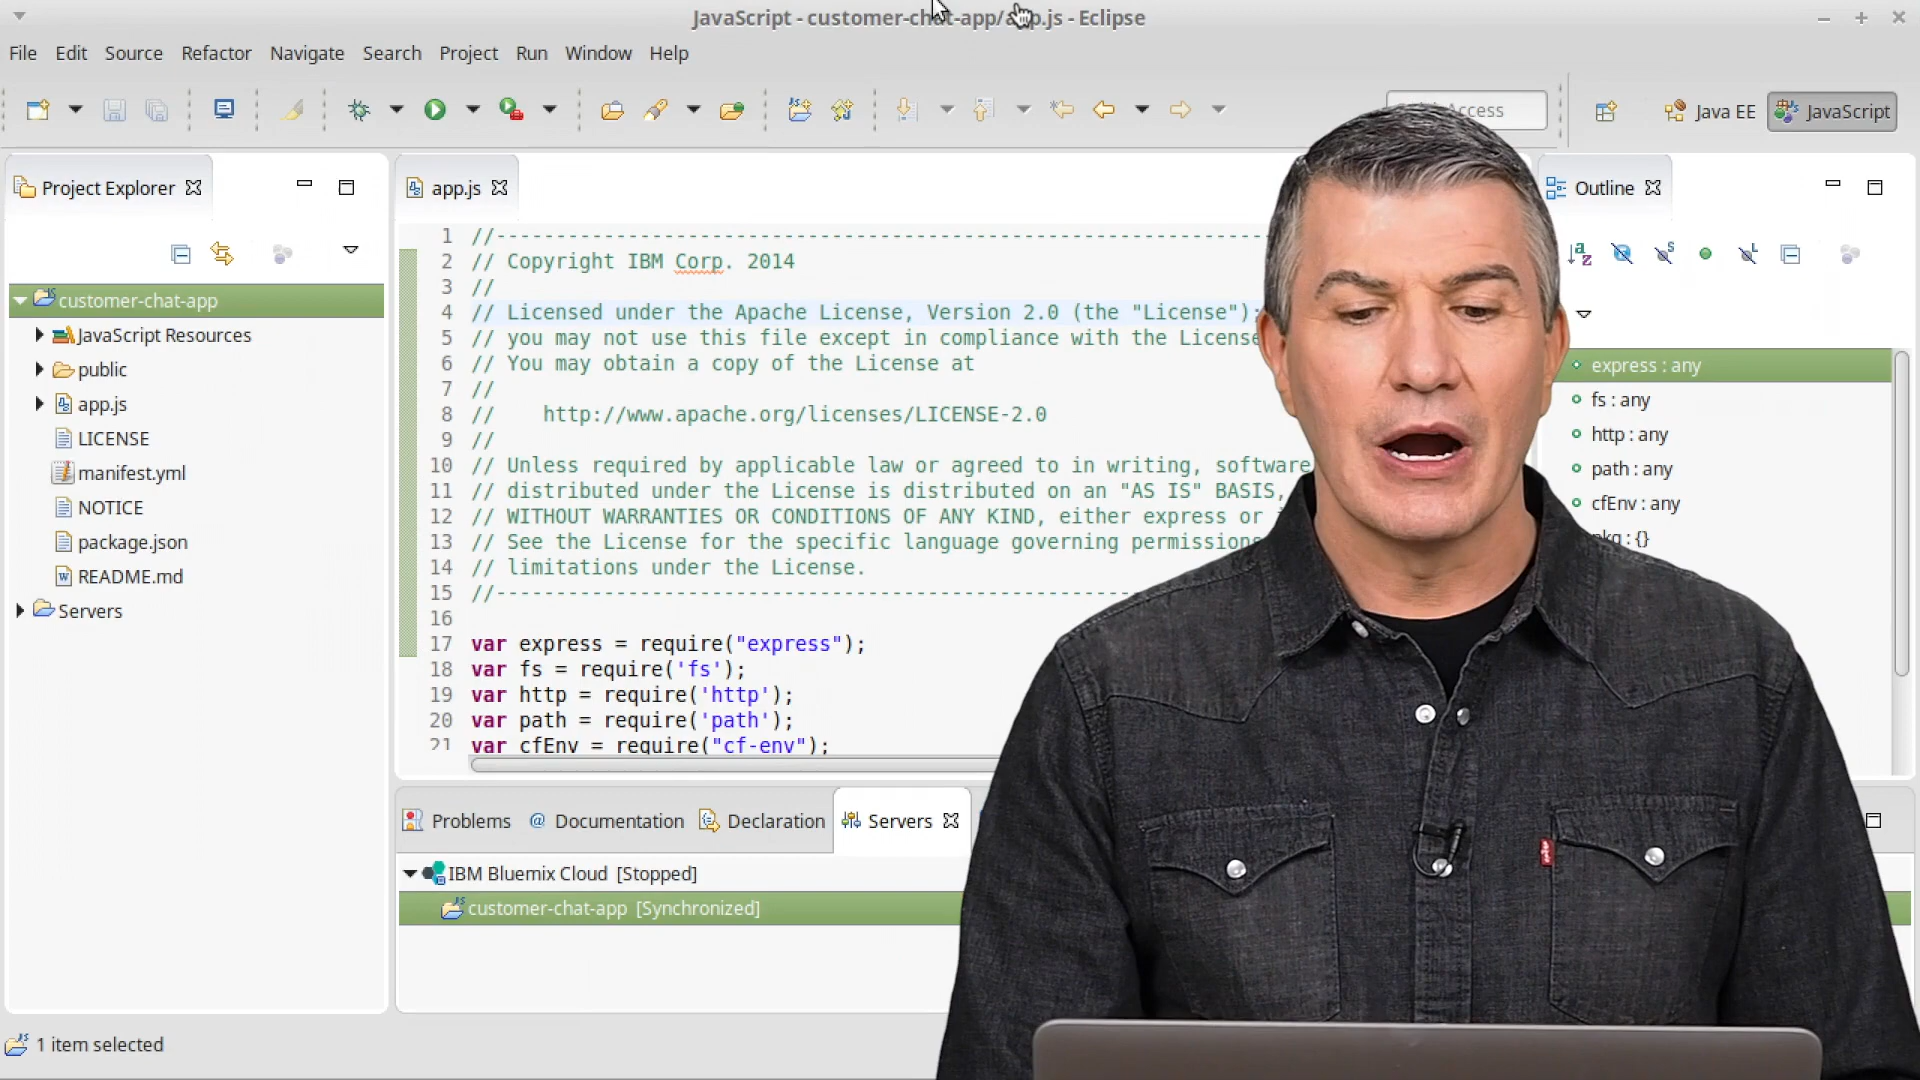 JavaScript - customer-chat-app/app.js - Eclipse
File Edit Source Refactor Navigate Search Project Run Window Help
Access
Java EE
JavaScript
Project Explorer
customer-chat-app
JavaScript Resources
public
app.js
LICENSE
manifest.yml
NOTICE
package.json
README.md
Servers
app.js
1 //
2 // Copyright IBM Corp. 2014
3 //
4 // Licensed under the Apache License, Version 2.0 (the "License");
5 // you may not use this file except in compliance with the License
6 // You may obtain a copy of the License at
7 //
8 // http://www.apache.org/licenses/LICENSE-2.0
9 //
10 // Unless required by applicable law or agreed to in writing, software
11 // distributed under the License is distributed on an "AS IS" BASIS,
12 // WITHOUT WARRANTIES OR CONDITIONS OF ANY KIND, either express or
13 // See the License for the specific language governing permissions
14 // limitations under the License.
15 //
16
17 var express = require("express");
18 var fs = require('fs');
19 var http = require('http');
20 var path = require('path');
21 var cfEnv = require("cf-env");
Outline
express : any
fs : any
http : any
path : any
cfEnv : any
pkg : {}
Problems @ Documentation Declaration Servers
IBM Bluemix Cloud [Stopped]
customer-chat-app [Synchronized]
1 item selected